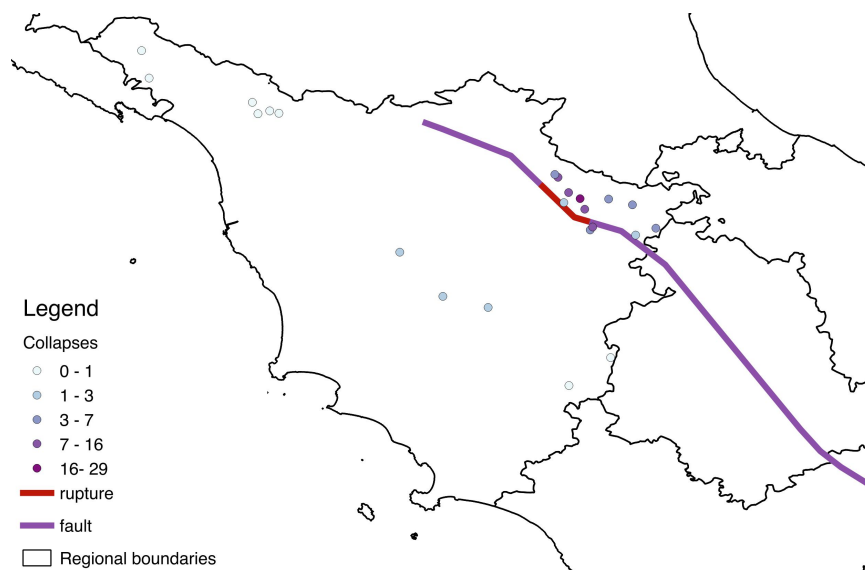 Legend
Collapses
0 - 1
1 - 3
3 - 7
7 - 16
16- 29
rupture
fault
Regional boundaries